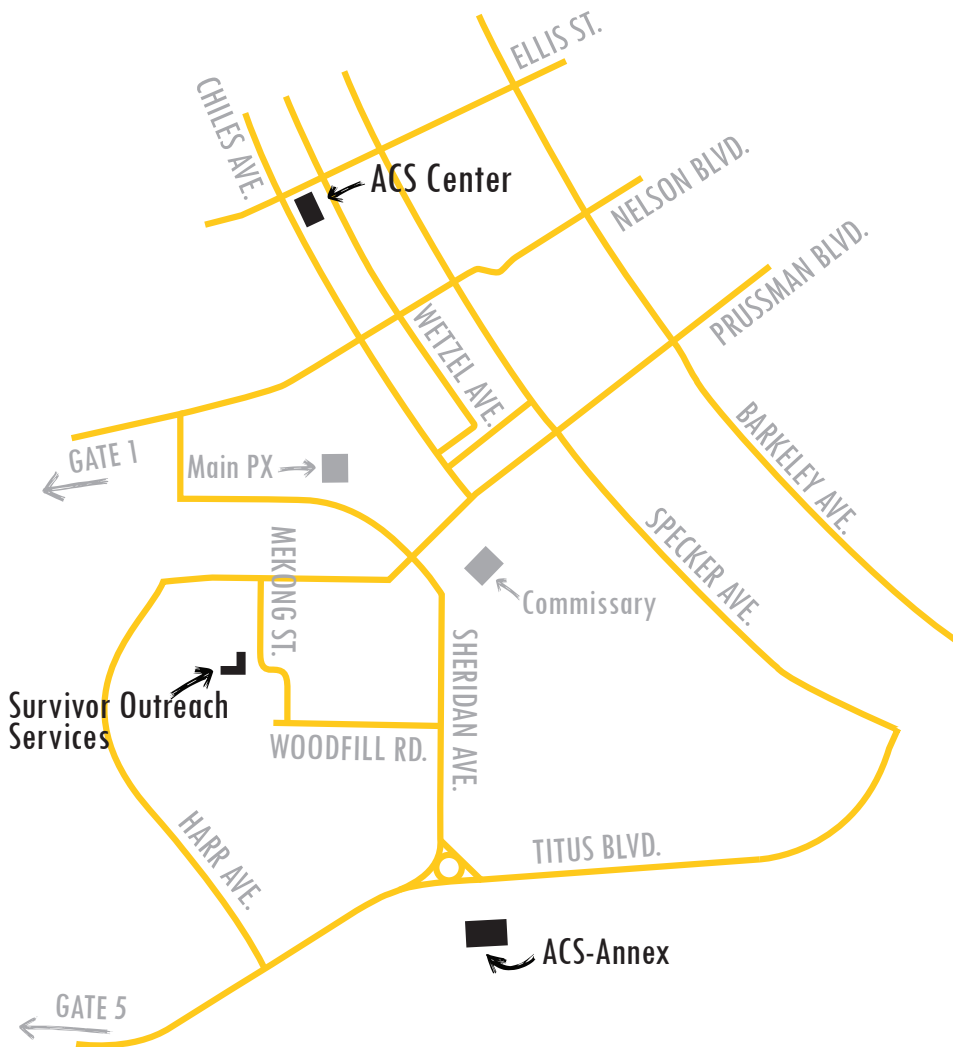 ELLIS ST.
CHILES AVE.
ACS Center
NELSON BLVD.
PRUSSMAN BLVD.
WETZEL AVE.
BARKELEY AVE.
GATE 1
Main PX
SPECKER AVE.
MEKONG ST.
Commissary
SHERIDAN AVE.
Survivor Outreach
Services
WOODFILL RD.
HARR AVE.
TITUS BLVD.
ACS-Annex
GATE 5